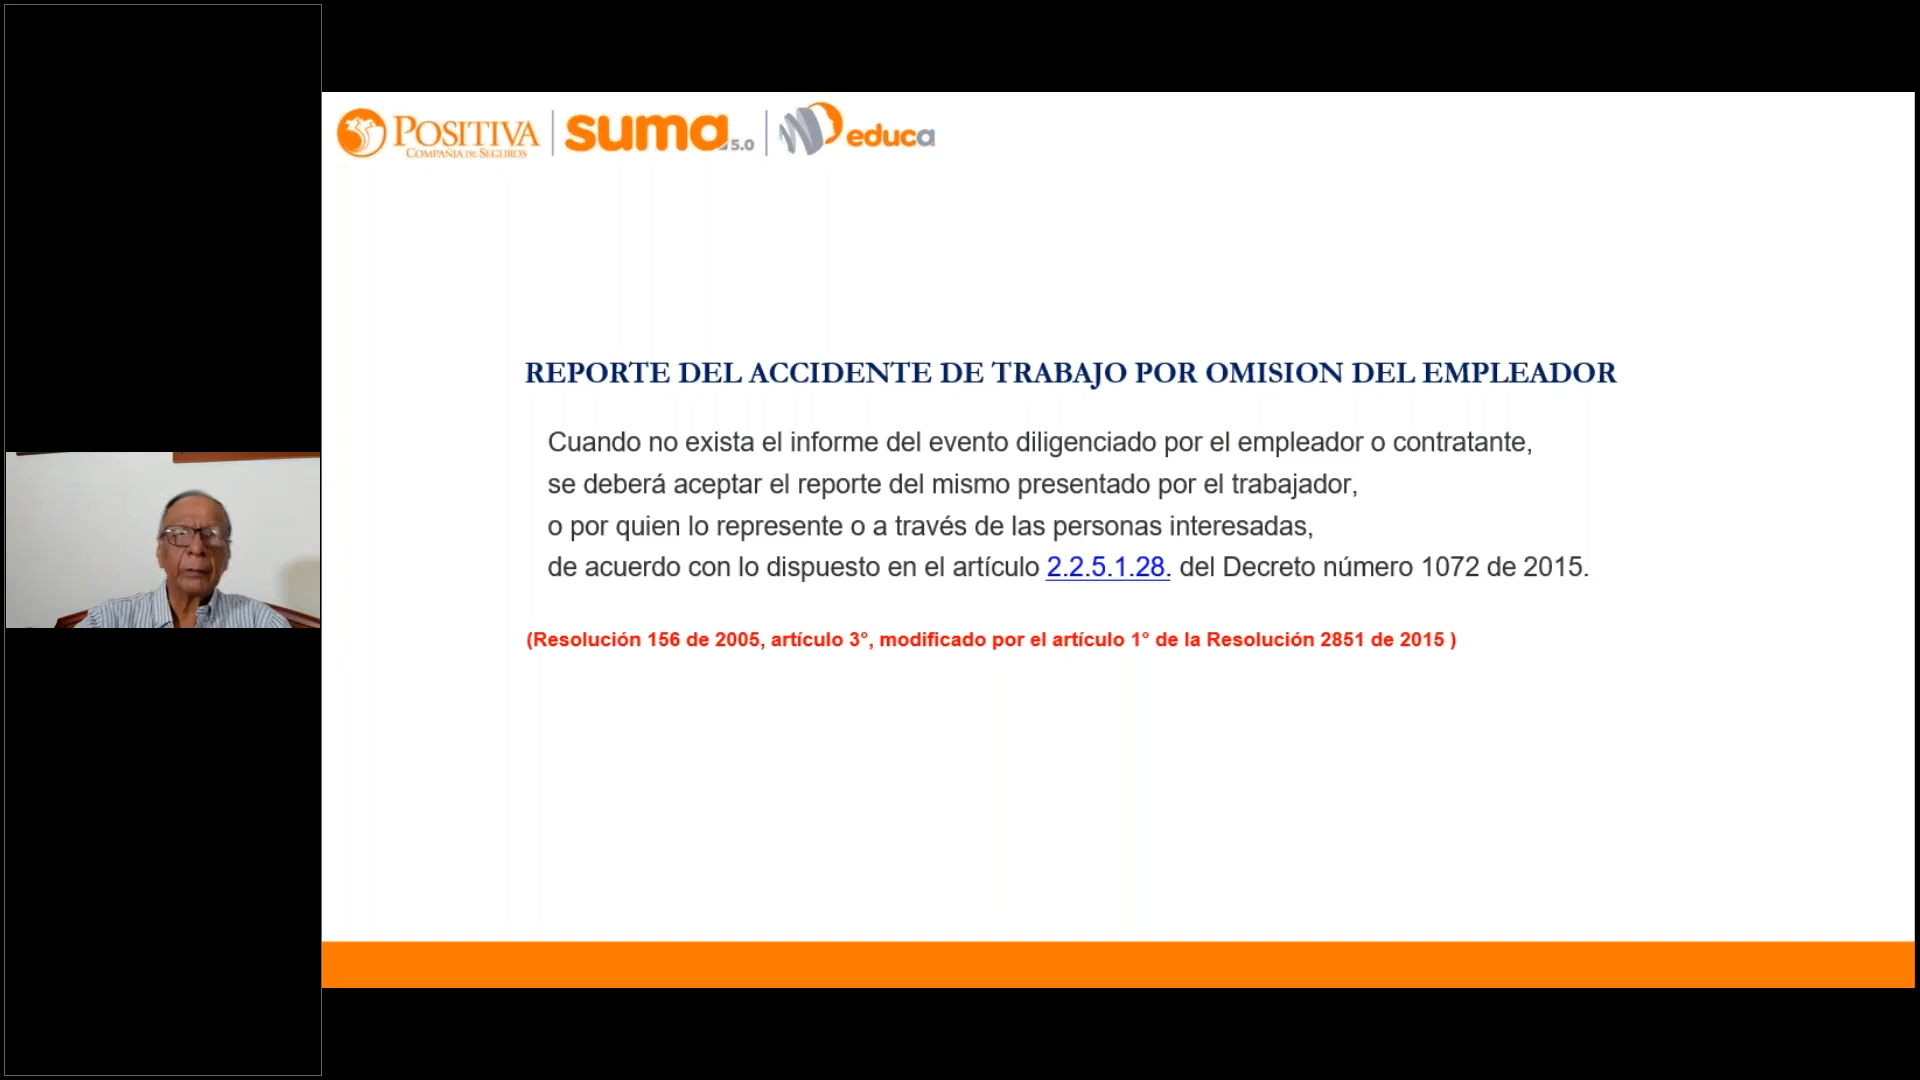 POSITIVA
COMPAÑIA DE SEGUROS
suma 5.0
educa
REPORTE DEL ACCIDENTE DE TRABAJO POR OMISION DEL EMPLEADOR
Cuando no exista el informe del evento diligenciado por el empleador o contratante,
se deberá aceptar el reporte del mismo presentado por el trabajador,
o por quien lo represente o a través de las personas interesadas,
de acuerdo con lo dispuesto en el artículo 2.2.5.1.28. del Decreto número 1072 de 2015.
(Resolución 156 de 2005, artículo 3°, modificado por el artículo 1° de la Resolución 2851 de 2015 )